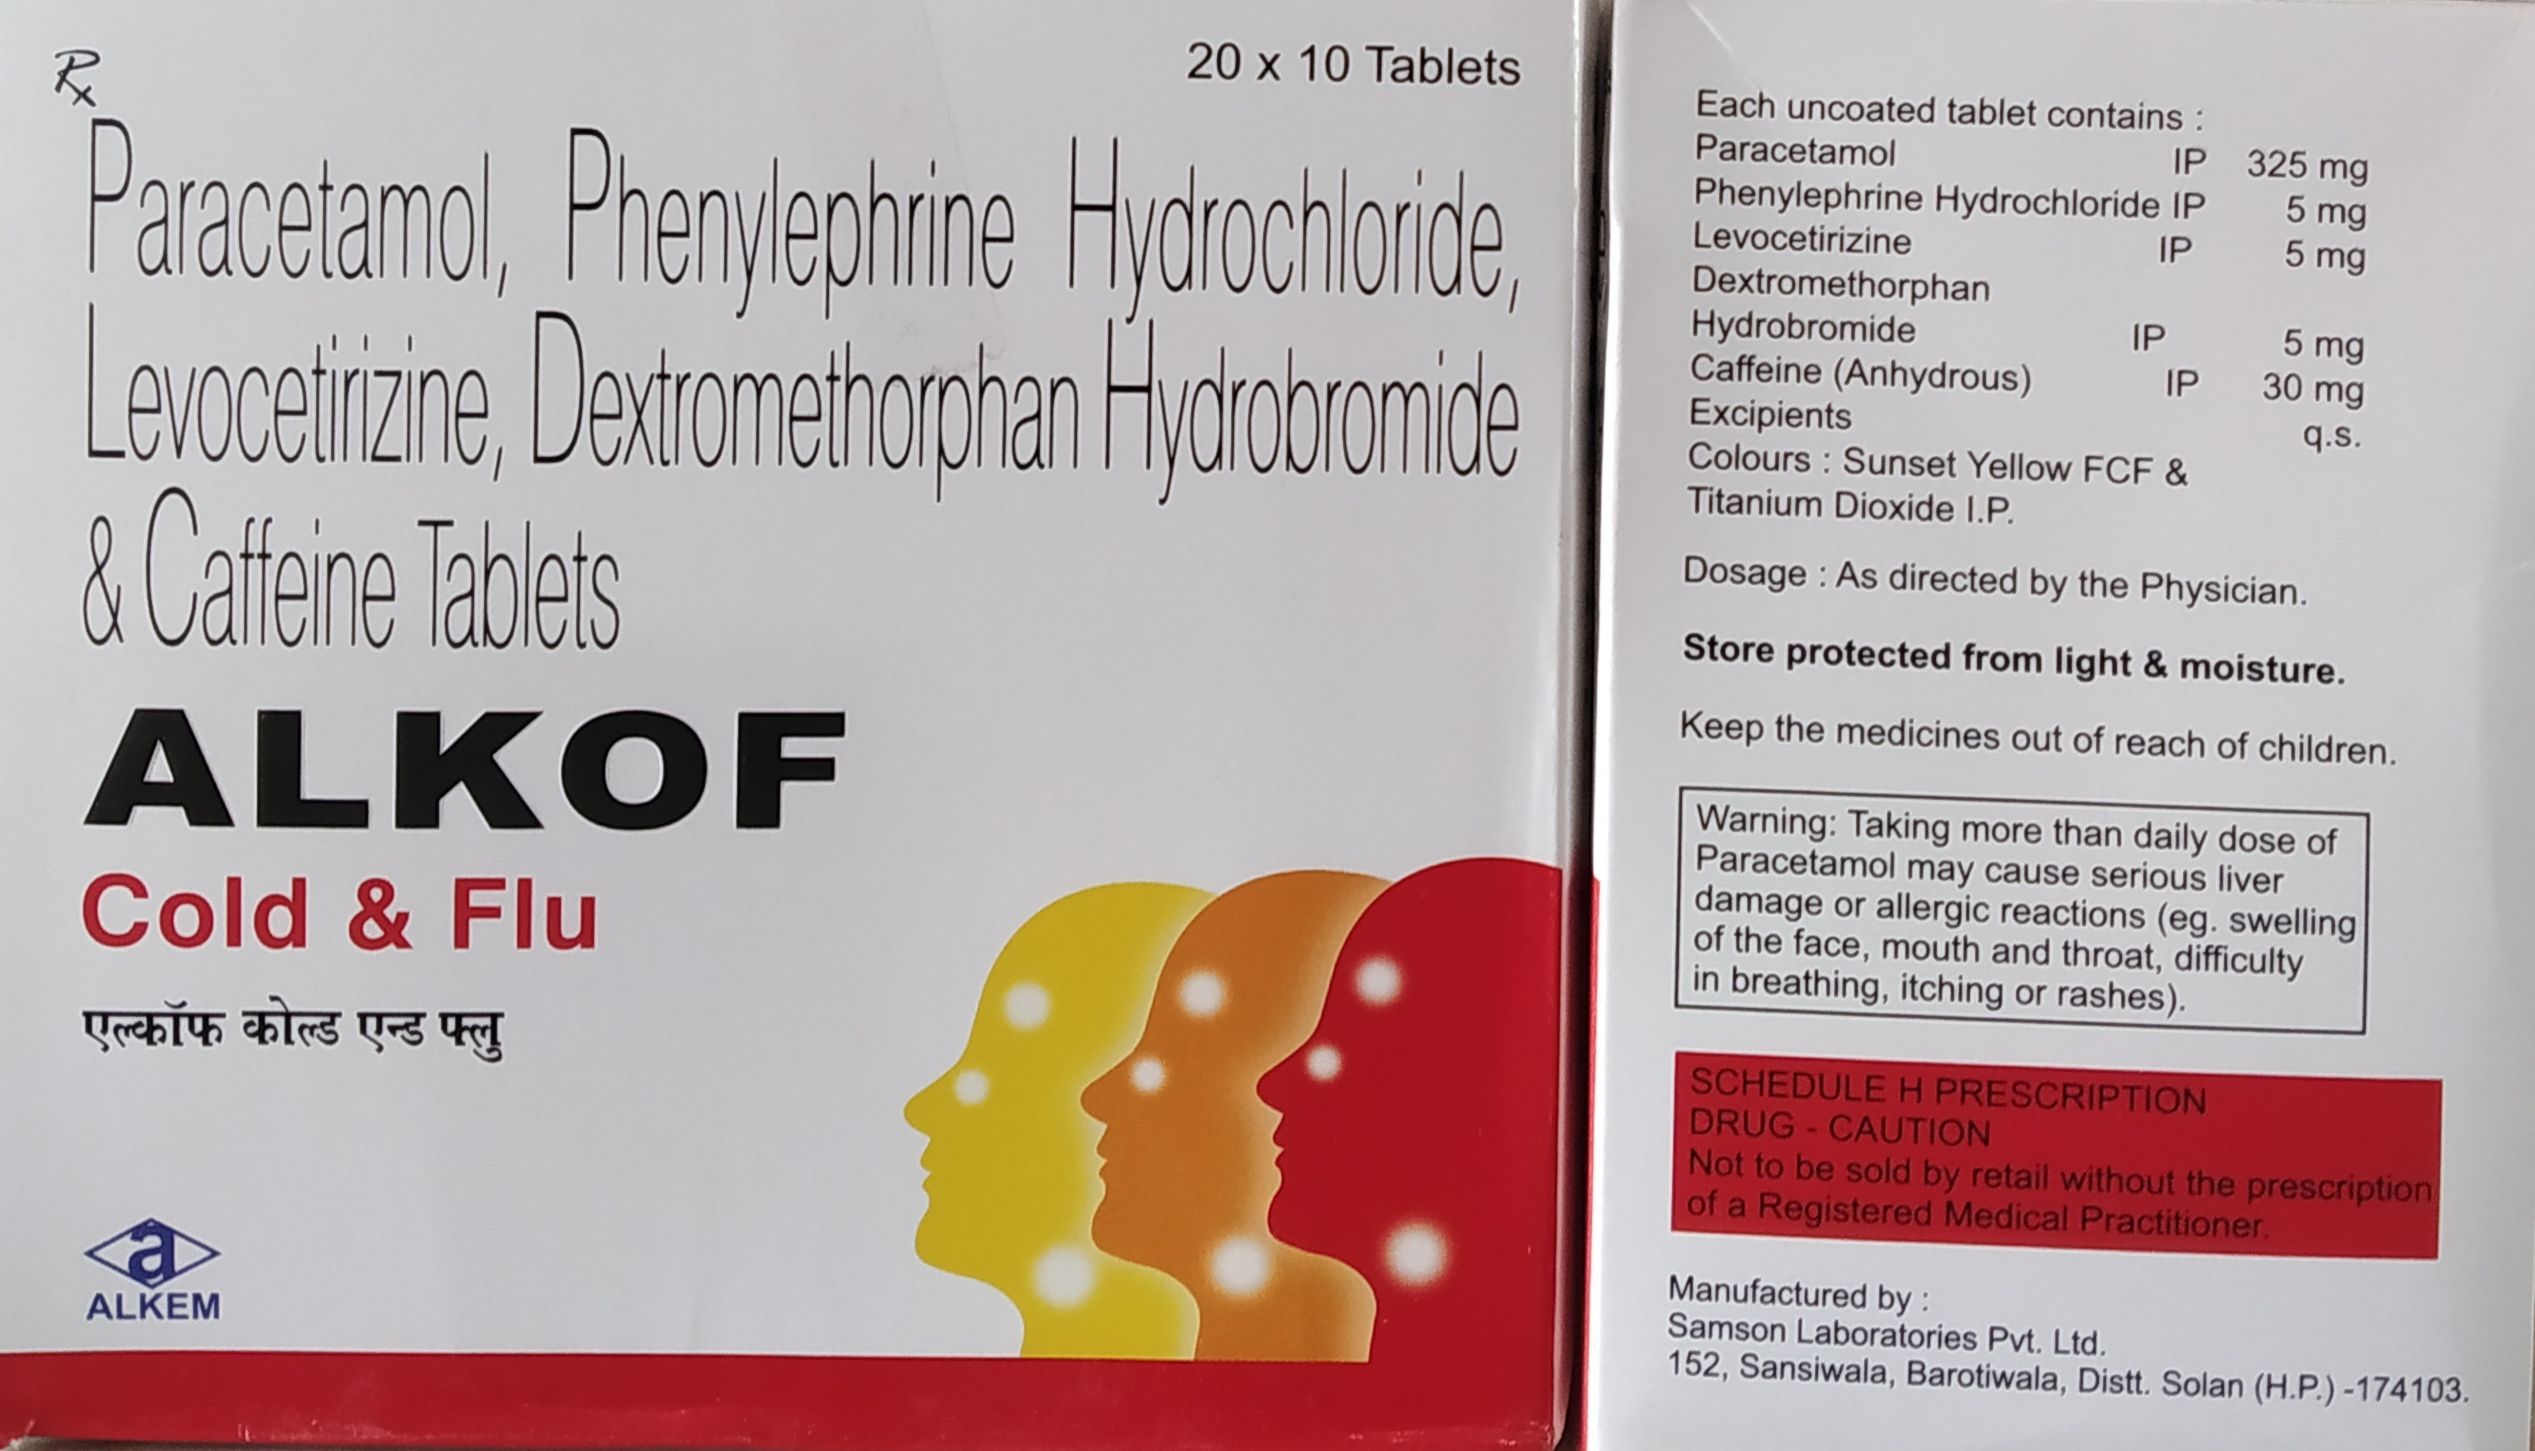 Rx
20 x 10 Tablets
Paracetamol, Phenylephrine Hydrochloride,
Levocetirizine, Dextromethorphan Hydrobromide
& Caffeine Tablets
ALKOF
Cold & Flu
एल्कॉफ कोल्ड एन्ड फ्लु
a
ALKEM
Each uncoated tablet contains :
Paracetamol IP 325 mg
Phenylephrine Hydrochloride IP 5 mg
Levocetirizine IP 5 mg
Dextromethorphan
Hydrobromide IP 5 mg
Caffeine (Anhydrous) IP 30 mg
Excipients q.s.
Colours : Sunset Yellow FCF &
Titanium Dioxide I.P.
Dosage : As directed by the Physician.
Store protected from light & moisture.
Keep the medicines out of reach of children.
Warning: Taking more than daily dose of
Paracetamol may cause serious liver
damage or allergic reactions (eg. swelling
of the face, mouth and throat, difficulty
in breathing, itching or rashes).
SCHEDULE H PRESCRIPTION
DRUG - CAUTION
Not to be sold by retail without the prescription
of a Registered Medical Practitioner.
Manufactured by :
Samson Laboratories Pvt. Ltd.
152, Sansiwala, Barotiwala, Distt. Solan (H.P.) -174103.